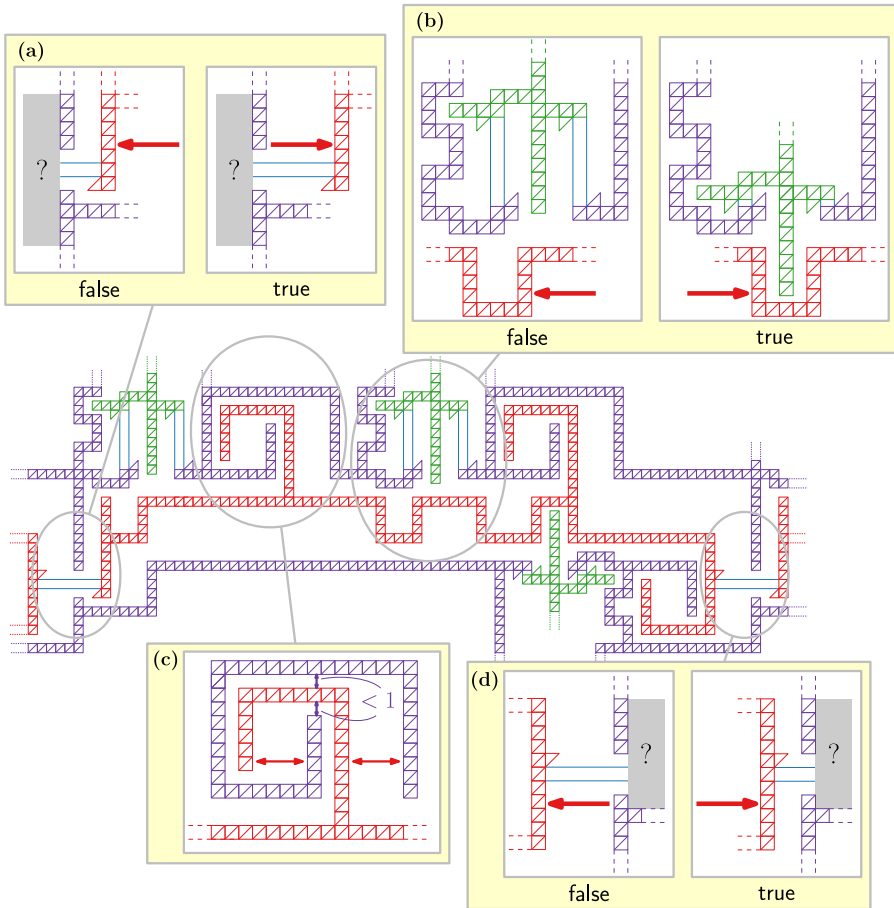 (a)
?
?
false
true
(b)
false
true
(c)
< 1
(d)
?
?
false
true